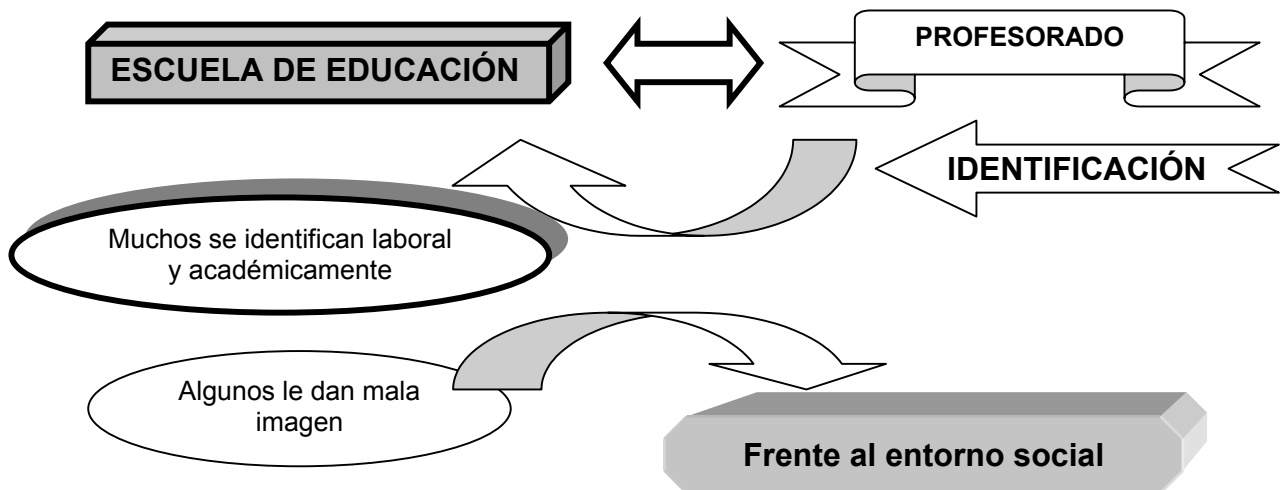 ESCUELA DE EDUCACIÓN
PROFESORADO
IDENTIFICACIÓN
Muchos se identifican laboral
y académicamente
Algunos le dan mala
imagen
Frente al entorno social